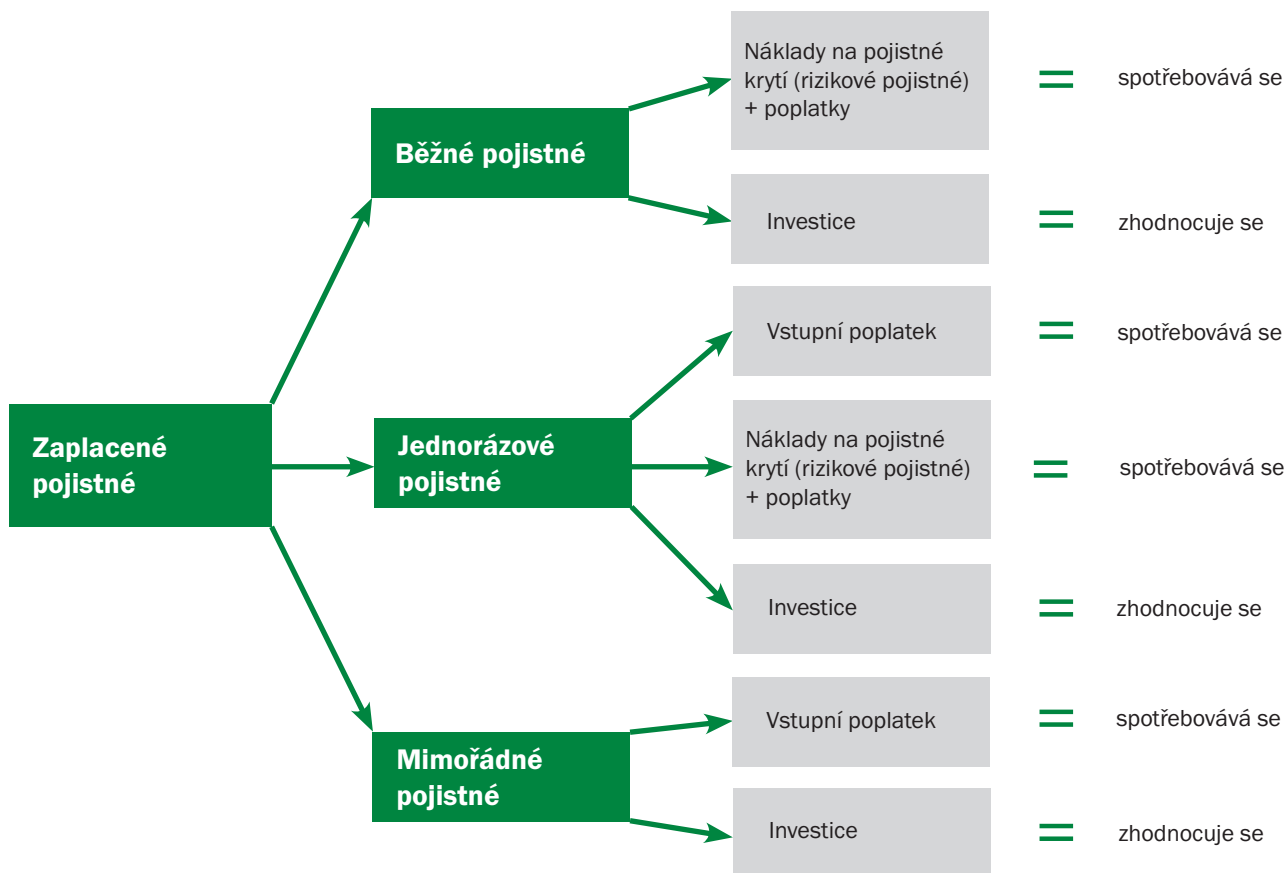 Náklady na pojistné
krytí (rizikové pojistné)
+ poplatky
=
spotřebovává se
Běžné pojistné
Investice
=
zhodnocuje se
Vstupní poplatek
=
spotřebovává se
Zaplacené
pojistné
Jednorázové
pojistné
Náklady na pojistné
krytí (rizikové pojistné)
+ poplatky
=
spotřebovává se
Investice
=
zhodnocuje se
Vstupní poplatek
=
spotřebovává se
Mimořádné
pojistné
Investice
=
zhodnocuje se